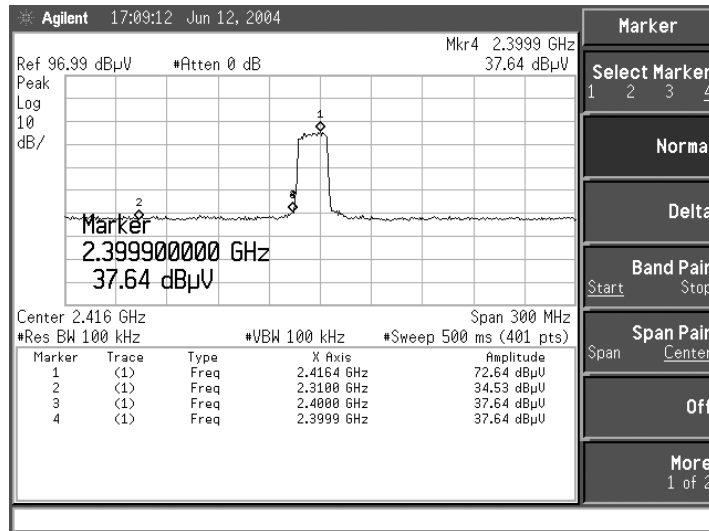 Agilent 17:09:12 Jun 12, 2004
Mkr4 2.3999 GHz
Ref 96.99 dBµV #Atten 0 dB 37.64 dBµV
Peak
Log
10
dB/
1
2
Marker
2.399900000 GHz
37.64 dBµV
Center 2.416 GHz Span 300 MHz
#Res BW 100 kHz #VBW 100 kHz #Sweep 500 ms (401 pts)
Marker Trace Type X Axis Amplitude
1 (1) Freq 2.4164 GHz 72.64 dBµV
2 (1) Freq 2.3100 GHz 34.53 dBµV
3 (1) Freq 2.4000 GHz 37.64 dBµV
4 (1) Freq 2.3999 GHz 37.64 dBµV
Marker
Select Marker
1 2 3 4
Norma
Delta
Band Pair
Start Stop
Span Pair
Span Center
Off
More
1 of 2